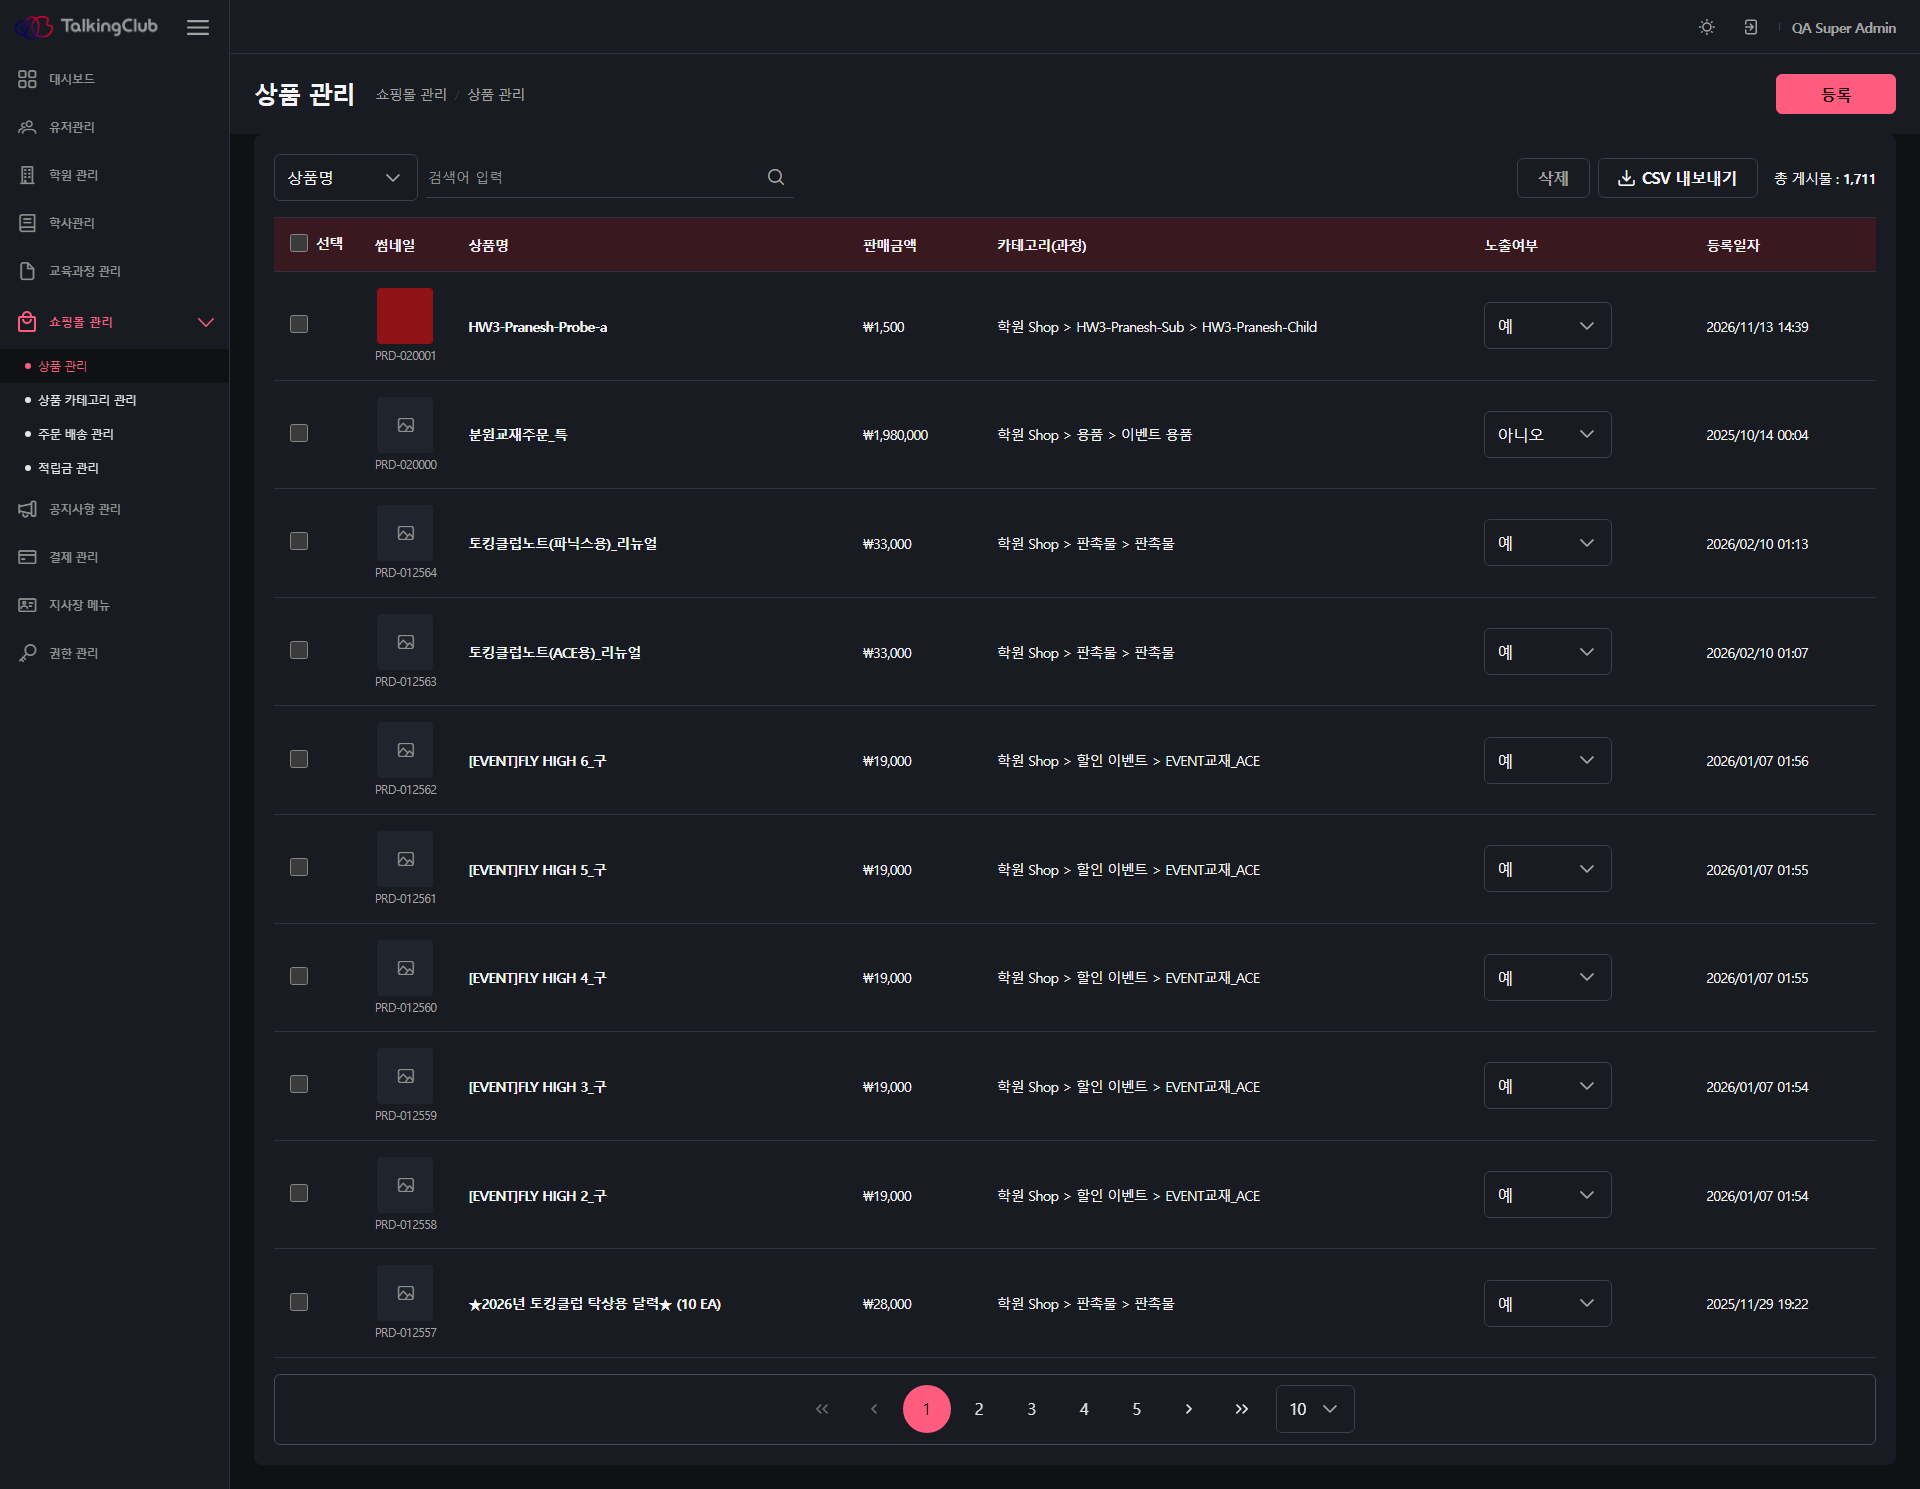 TalkingClub
QA Super Admin
대시보드
유저관리
학원 관리
학사관리
교육과정 관리
쇼핑몰 관리
상품 관리
상품 카테고리 관리
주문 배송 관리
적립금 관리
공지사항 관리
결제 관리
지사장 메뉴
권한 관리
상품 관리 쇼핑몰 관리 / 상품 관리
등록
상품명 검색어 입력 삭제 CSV 내보내기 총 게시물 : 1,711
선택 썸네일 상품명 판매금액 카테고리(과정) 노출여부 등록일자
HW3-Pranesh-Probe-a ₩1,500 학원 Shop > HW3-Pranesh-Sub > HW3-Pranesh-Child 예 2026/11/13 14:39
PRD-020001
분원교재주문_특 ₩1,980,000 학원 Shop > 용품 > 이벤트 용품 아니오 2025/10/14 00:04
PRD-020000
토킹클럽노트(파닉스용)_리뉴얼 ₩33,000 학원 Shop > 판촉물 > 판촉물 예 2026/02/10 01:13
PRD-012564
토킹클럽노트(ACE용)_리뉴얼 ₩33,000 학원 Shop > 판촉물 > 판촉물 예 2026/02/10 01:07
PRD-012563
[EVENT]FLY HIGH 6_구 ₩19,000 학원 Shop > 할인 이벤트 > EVENT교재_ACE 예 2026/01/07 01:56
PRD-012562
[EVENT]FLY HIGH 5_구 ₩19,000 학원 Shop > 할인 이벤트 > EVENT교재_ACE 예 2026/01/07 01:55
PRD-012561
[EVENT]FLY HIGH 4_구 ₩19,000 학원 Shop > 할인 이벤트 > EVENT교재_ACE 예 2026/01/07 01:55
PRD-012560
[EVENT]FLY HIGH 3_구 ₩19,000 학원 Shop > 할인 이벤트 > EVENT교재_ACE 예 2026/01/07 01:54
PRD-012559
[EVENT]FLY HIGH 2_구 ₩19,000 학원 Shop > 할인 이벤트 > EVENT교재_ACE 예 2026/01/07 01:54
PRD-012558
★2026년 토킹클럽 탁상용 달력★ (10 EA) ₩28,000 학원 Shop > 판촉물 > 판촉물 예 2025/11/29 19:22
PRD-012557
« ‹ 1 2 3 4 5 › » 10